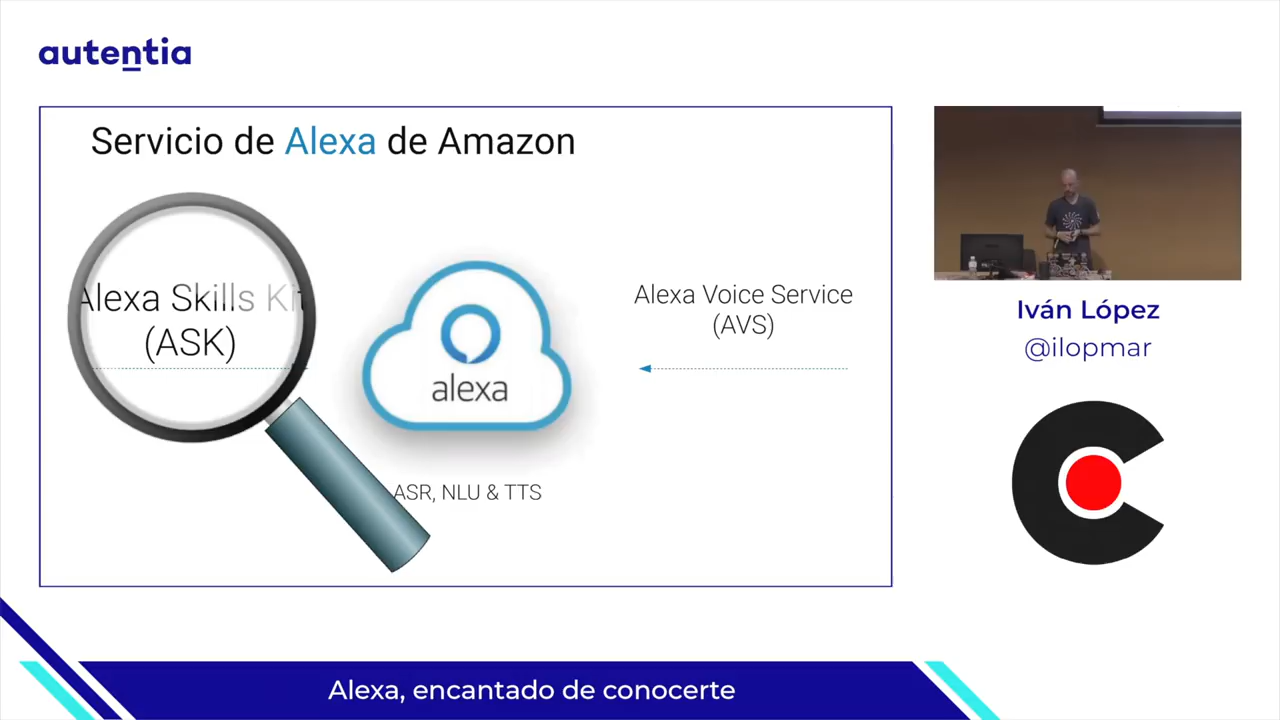 autentia
Servicio de Alexa de Amazon
Alexa Skills Kit
(ASK)
alexa
ASR, NLU & TTS
Alexa Voice Service
(AVS)
Iván López
@ilopmar
Alexa, encantado de conocerte